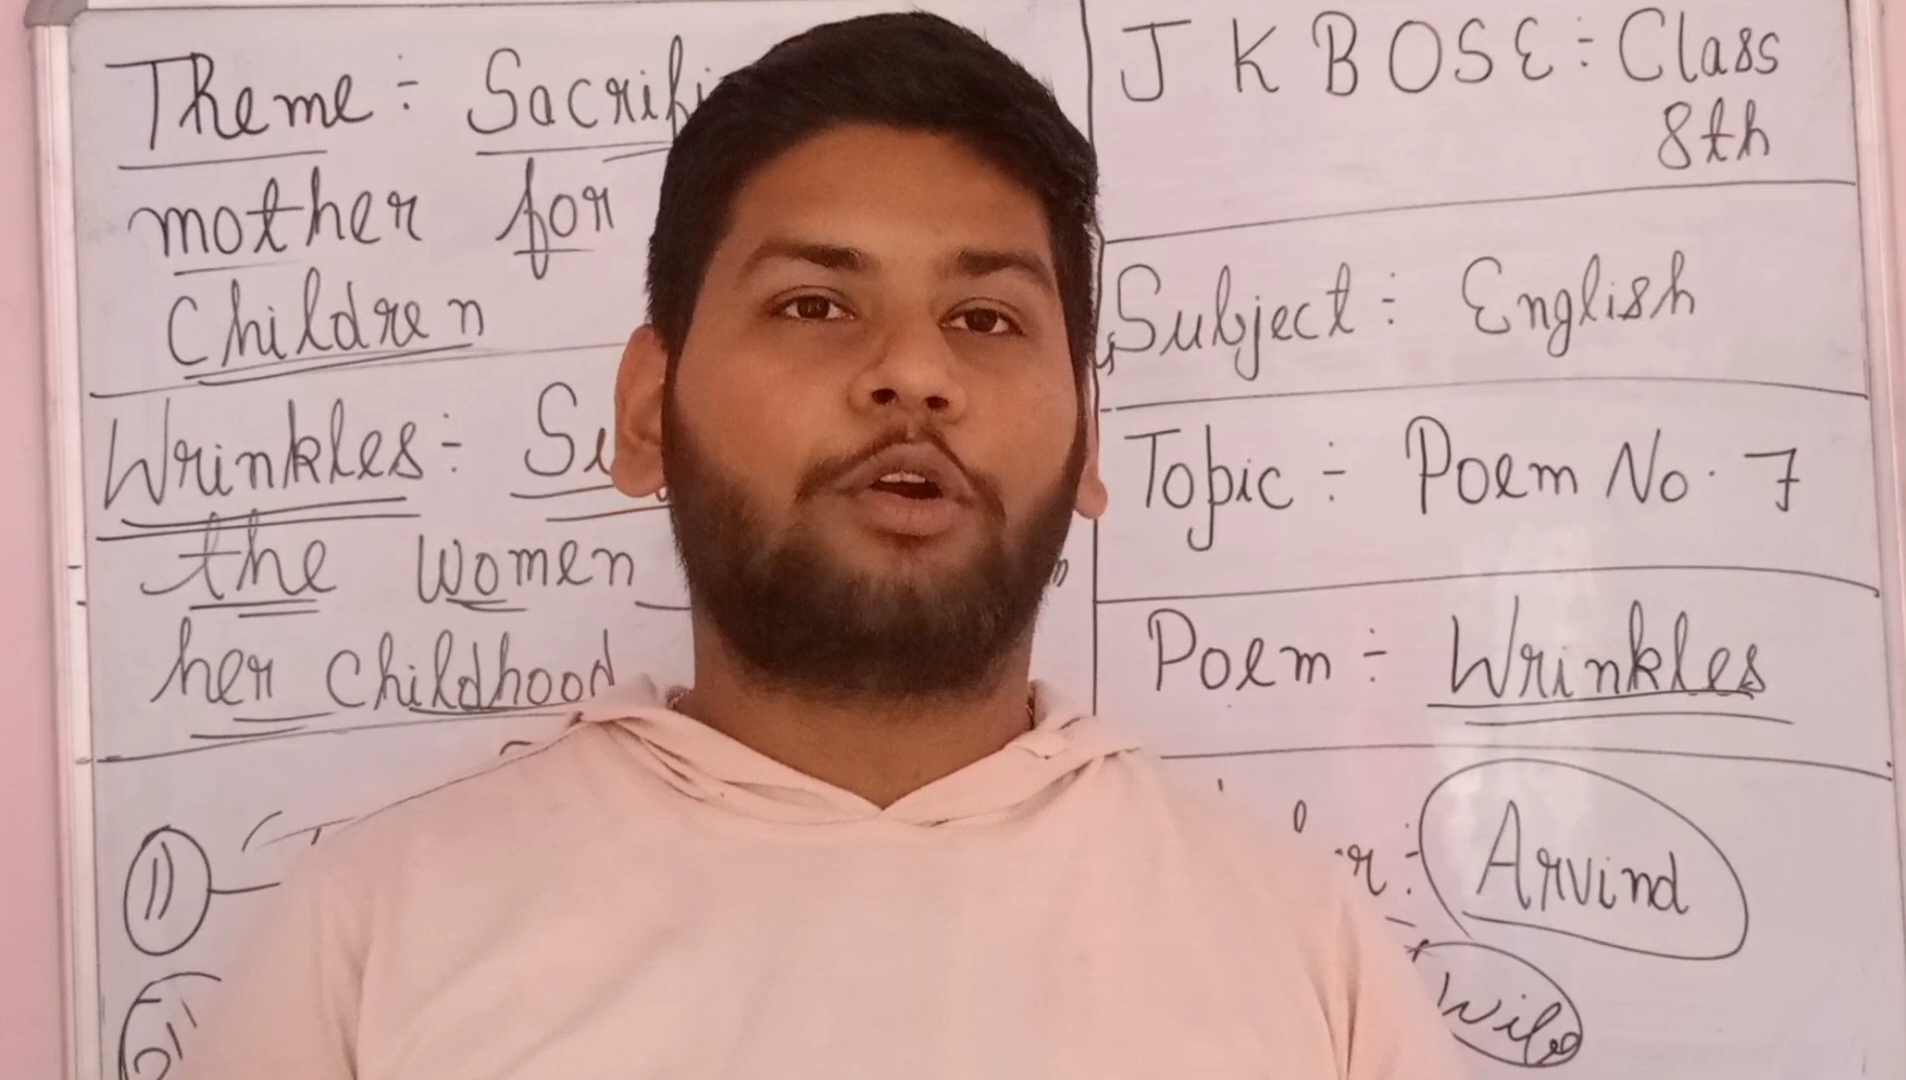 Theme :- Sacrifi
mother for
Children
Wrinkles :-
the women
her childhood
1)
J K B O S E :- Class
8th
Subject :- English
Topic :- Poem No. 7
Poem :- Wrinkles
r :- Arvind